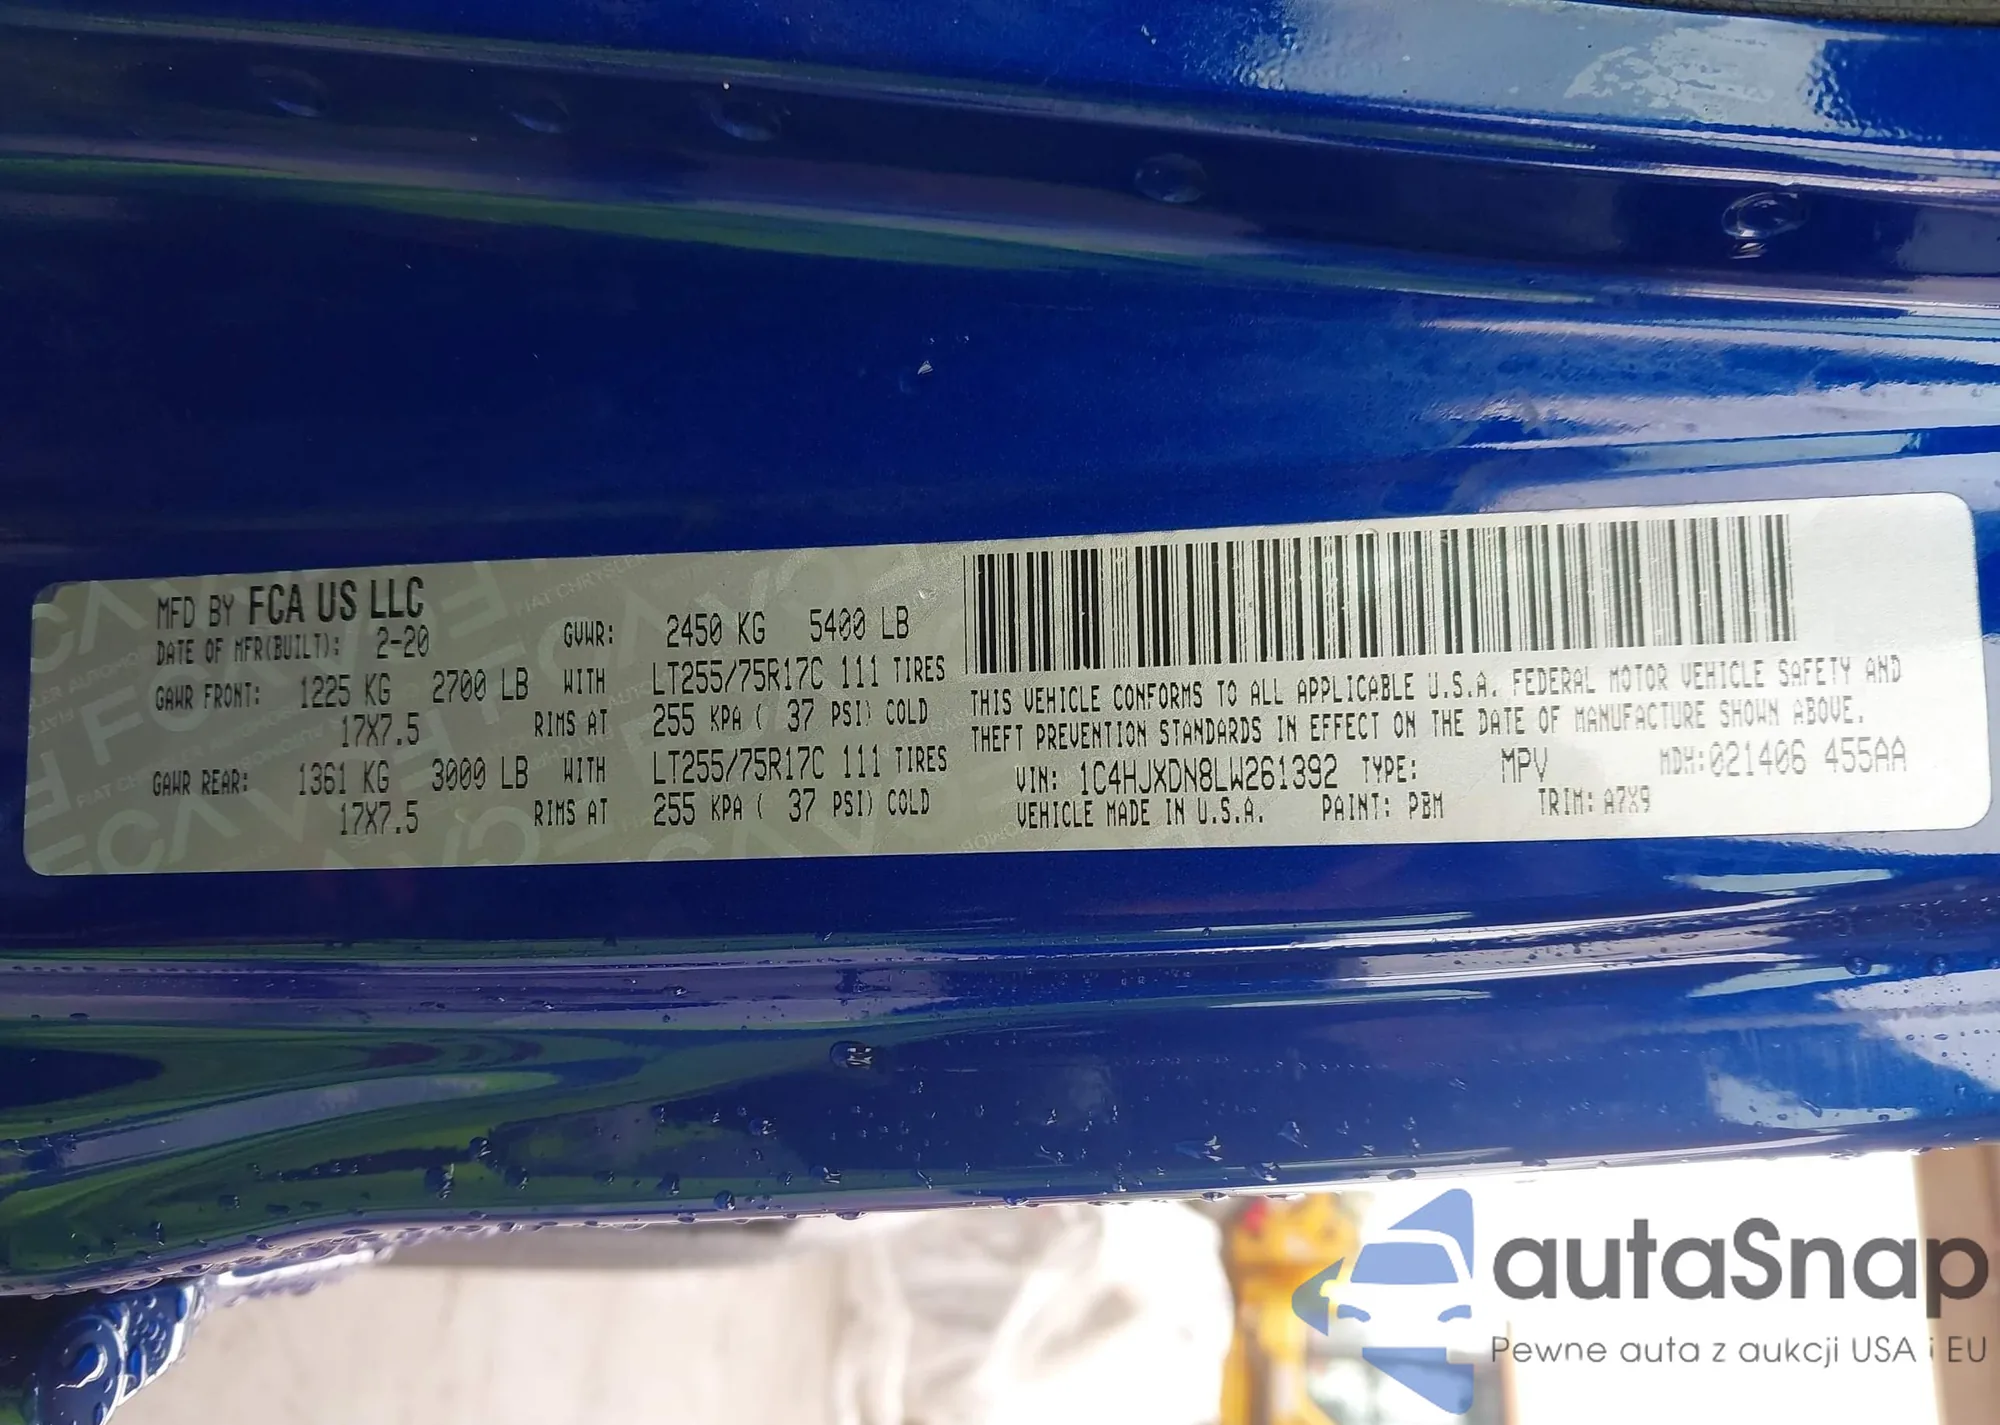 MFD BY FCA US LLC
DATE OF MFR(BUILT): 2-20
GVWR: 2450 KG 5400 LB
GAWR FRONT: 1225 KG 2700 LB WITH LT255/75R17C 111 TIRES
17X7.5 RIMS AT 255 KPA ( 37 PSI) COLD
GAWR REAR: 1361 KG 3000 LB WITH LT255/75R17C 111 TIRES
17X7.5 RIMS AT 255 KPA ( 37 PSI) COLD
THIS VEHICLE CONFORMS TO ALL APPLICABLE U.S.A. FEDERAL MOTOR VEHICLE SAFETY AND
THEFT PREVENTION STANDARDS IN EFFECT ON THE DATE OF MANUFACTURE SHOWN ABOVE.
VIN: 1C4HJXDN8LW261392 TYPE: MPV MDH:021406 455AA
VEHICLE MADE IN U.S.A. PAINT: PBM TRIM: A7X9
autaSnap
Pewne auta z aukcji USA i EU